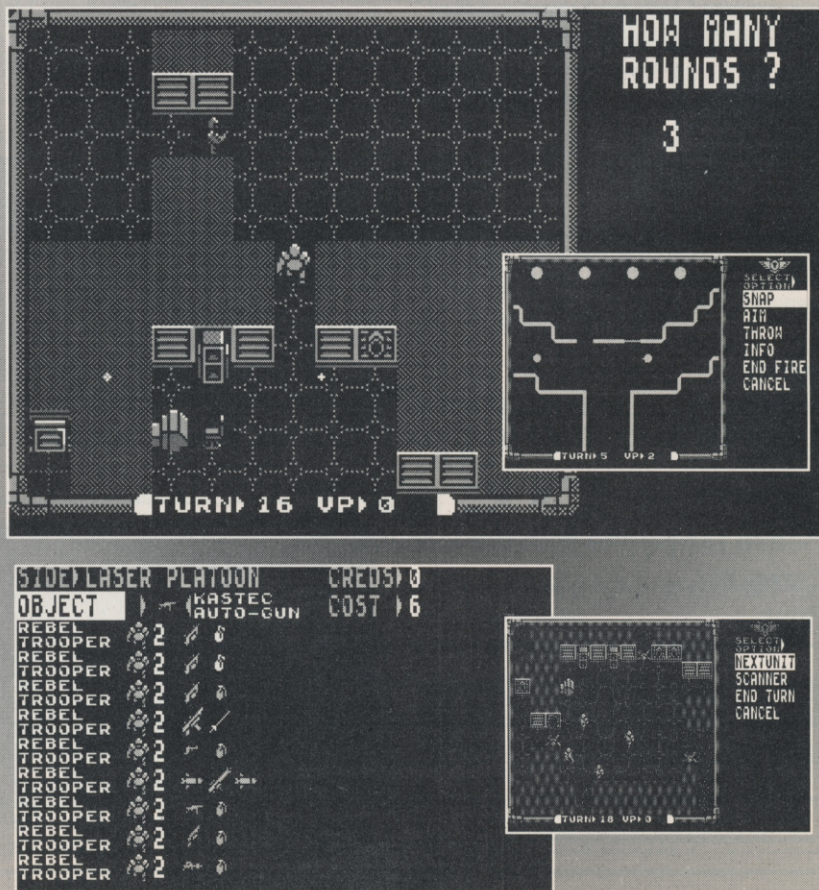 HOW MANY
ROUNDS ?
3
TURN 16 VP 0
SELECT
OPTION
SNAP
AIM
THROW
INFO
END FIRE
CANCEL
TURN 5 VP 2
SIDE LASER PLATOON CREDS 0
OBJECT KASTEC
AUTO-GUN COST 6
REBEL
TROOPER 2
REBEL
TROOPER 2
REBEL
TROOPER 2
REBEL
TROOPER 2
REBEL
TROOPER 2
REBEL
TROOPER 2
REBEL
TROOPER 2
REBEL
TROOPER 2
REBEL
TROOPER 2
SELECT
OPTION
NEXTUNIT
SCANNER
END TURN
CANCEL
TURN 18 VP 0